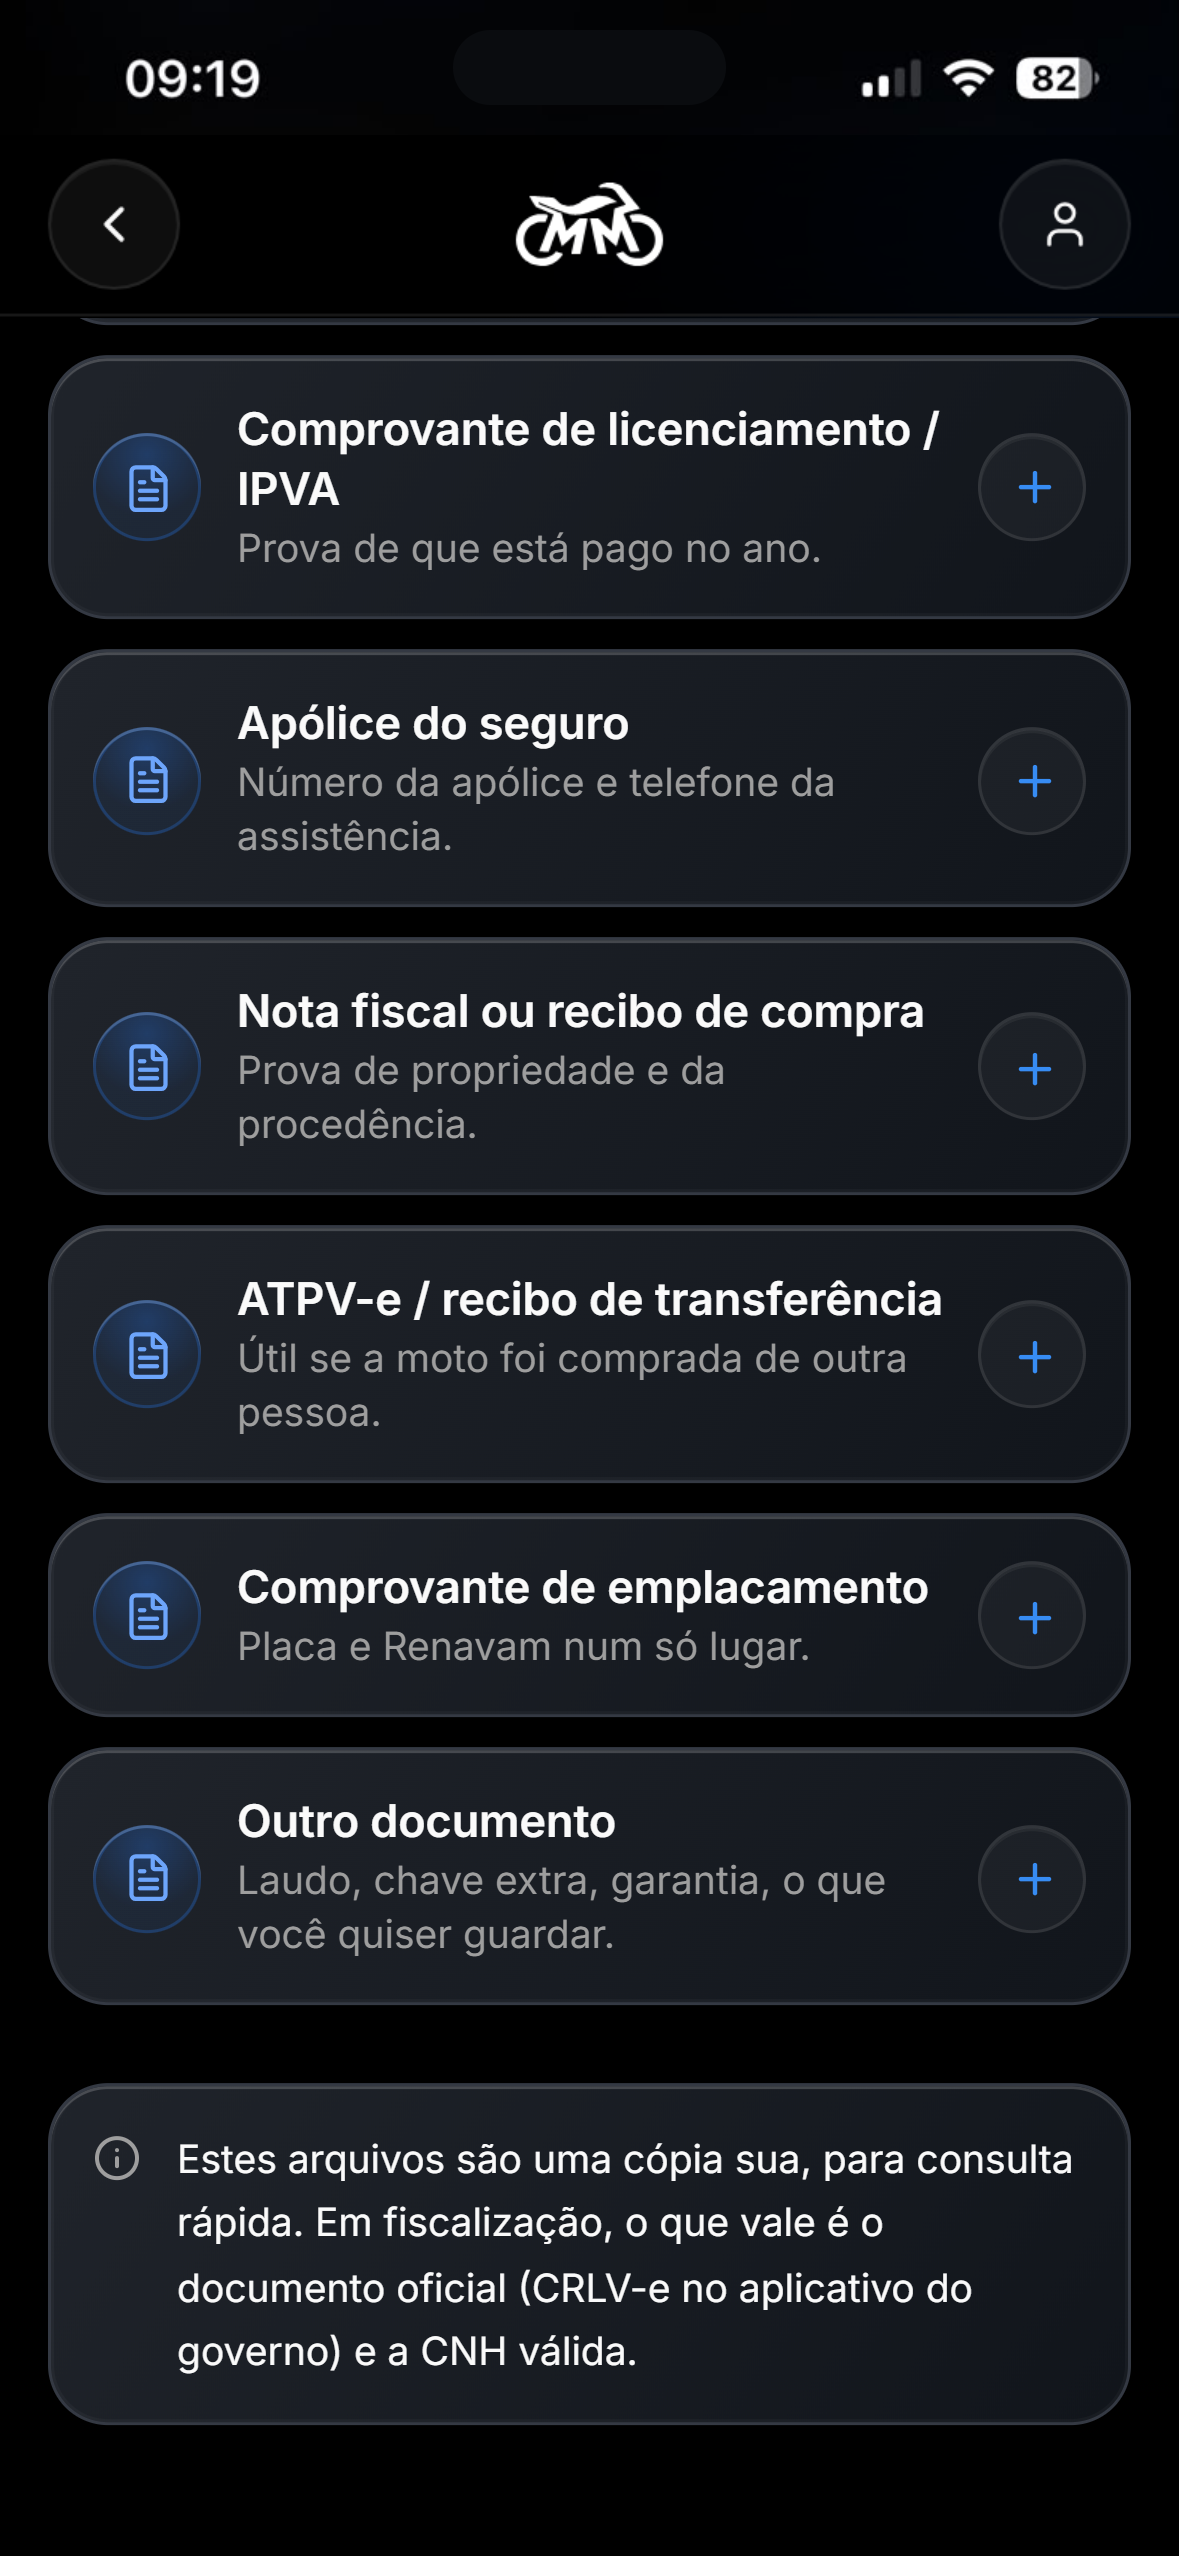 09:19
82
MM
Comprovante de licenciamento /
IPVA
Prova de que está pago no ano.
Apólice do seguro
Número da apólice e telefone da
assistência.
Nota fiscal ou recibo de compra
Prova de propriedade e da
procedência.
ATPV-e / recibo de transferência
Útil se a moto foi comprada de outra
pessoa.
Comprovante de emplacamento
Placa e Renavam num só lugar.
Outro documento
Laudo, chave extra, garantia, o que
você quiser guardar.
Estes arquivos são uma cópia sua, para consulta
rápida. Em fiscalização, o que vale é o
documento oficial (CRLV-e no aplicativo do
governo) e a CNH válida.